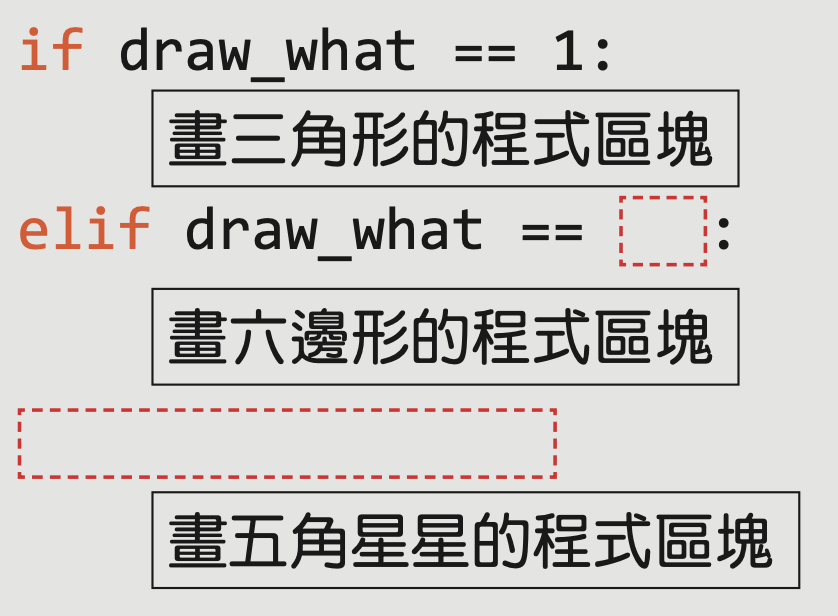 if draw_what == 1:
畫三角形的程式區塊
elif draw_what == :
畫六邊形的程式區塊
畫五角星星的程式區塊